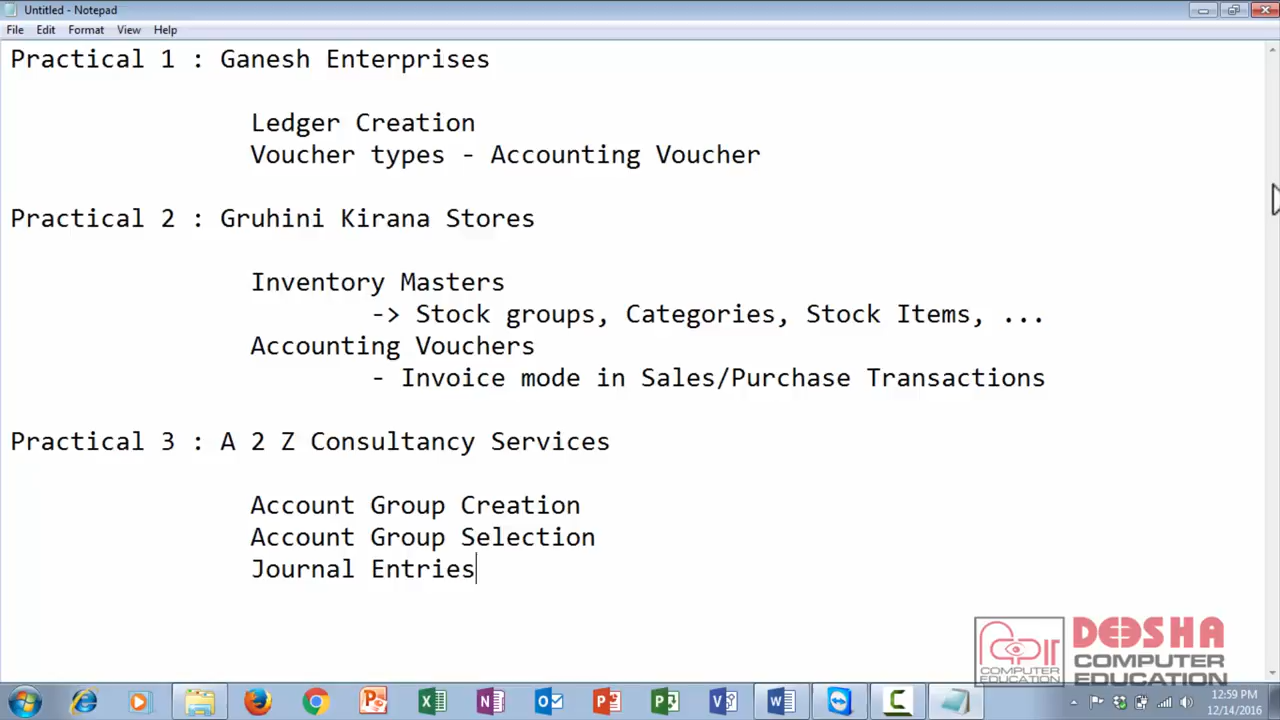 Untitled - Notepad
File Edit Format View Help
Practical 1 : Ganesh Enterprises
Ledger Creation
Voucher types - Accounting Voucher
Practical 2 : Gruhini Kirana Stores
Inventory Masters
-> Stock groups, Categories, Stock Items, ...
Accounting Vouchers
- Invoice mode in Sales/Purchase Transactions
Practical 3 : A 2 Z Consultancy Services
Account Group Creation
Account Group Selection
Journal Entries
DEOSHA
COMPUTER
EDUCATION
COMPUTER
EDUCATION
12:59 PM
12/14/2016